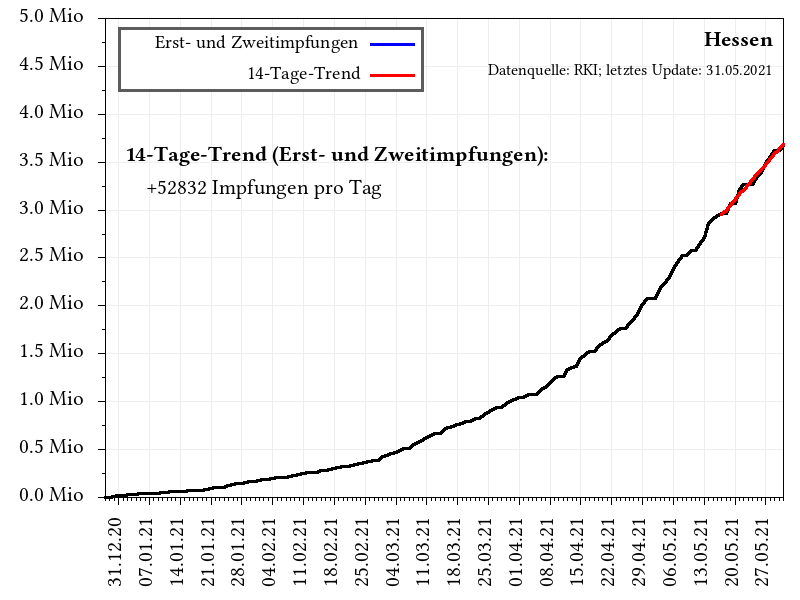 5.0 Mio
4.5 Mio
4.0 Mio
3.5 Mio
3.0 Mio
2.5 Mio
2.0 Mio
1.5 Mio
1.0 Mio
0.5 Mio
0.0 Mio
Erst- und Zweitimpfungen
14-Tage-Trend
Hessen
Datenquelle: RKI; letztes Update: 31.05.2021
14-Tage-Trend (Erst- und Zweitimpfungen):
+52832 Impfungen pro Tag
31.12.20
07.01.21
14.01.21
21.01.21
28.01.21
04.02.21
11.02.21
18.02.21
25.02.21
04.03.21
11.03.21
18.03.21
25.03.21
01.04.21
08.04.21
15.04.21
22.04.21
29.04.21
06.05.21
13.05.21
20.05.21
27.05.21